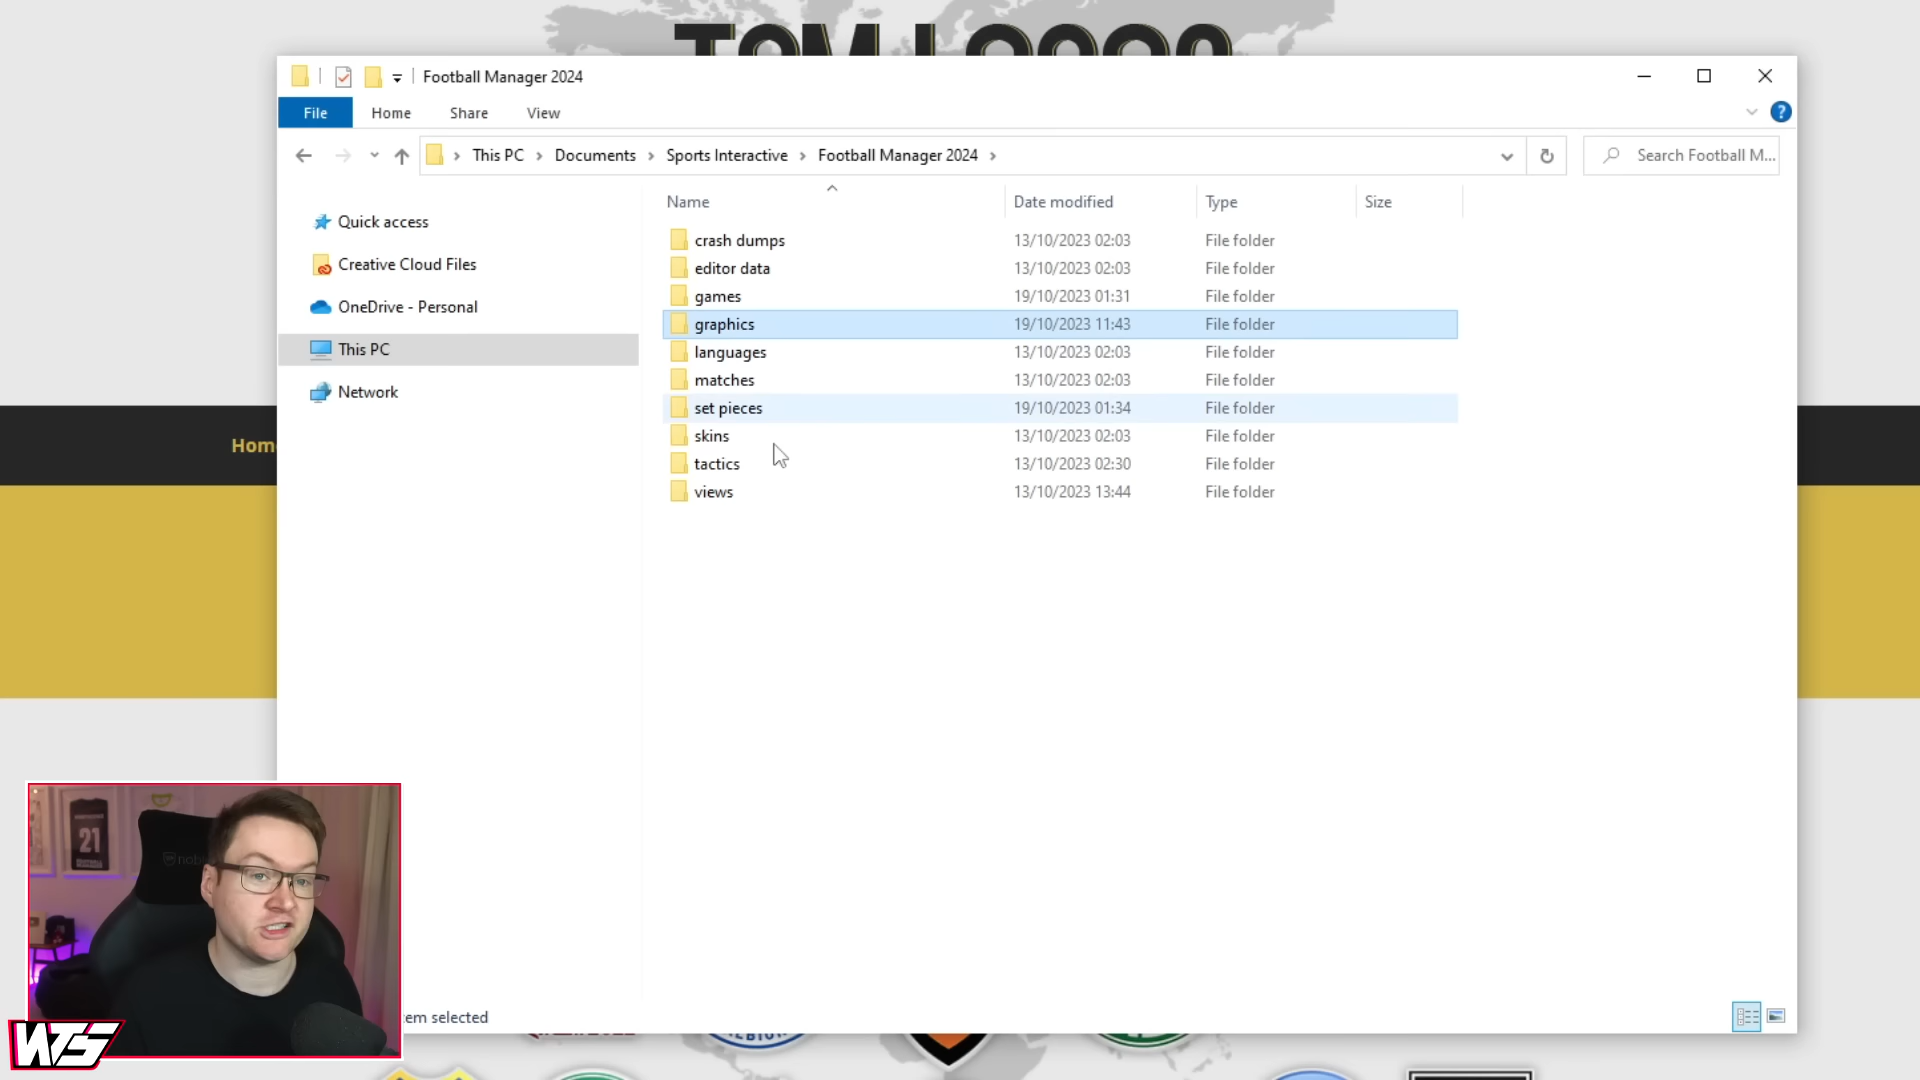 Football Manager 2024
File Home Share View
This PC Documents Sports Interactive Football Manager 2024
Search Football M...
Name Date modified Type Size
Quick access
Creative Cloud Files
OneDrive - Personal
This PC
Network
crash dumps 13/10/2023 02:03 File folder
editor data 13/10/2023 02:03 File folder
games 19/10/2023 01:31 File folder
graphics 19/10/2023 11:43 File folder
languages 13/10/2023 02:03 File folder
matches 13/10/2023 02:03 File folder
set pieces 19/10/2023 01:34 File folder
skins 13/10/2023 02:03 File folder
tactics 13/10/2023 02:30 File folder
views 13/10/2023 13:44 File folder
Hom
21
nob
em selected
WTS